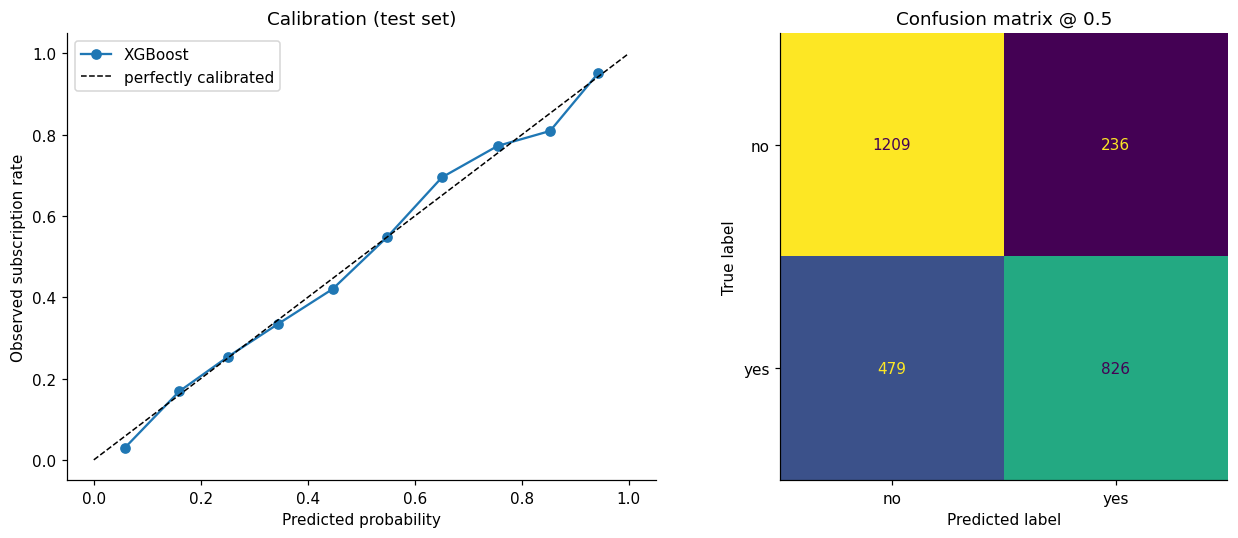 Calibration (test set)
XGBoost
perfectly calibrated
1.0
0.8
0.6
0.4
0.2
0.0
Observed subscription rate
0.0 0.2 0.4 0.6 0.8 1.0
Predicted probability
Confusion matrix @ 0.5
True label
no 1209 236
yes 479 826
no yes
Predicted label